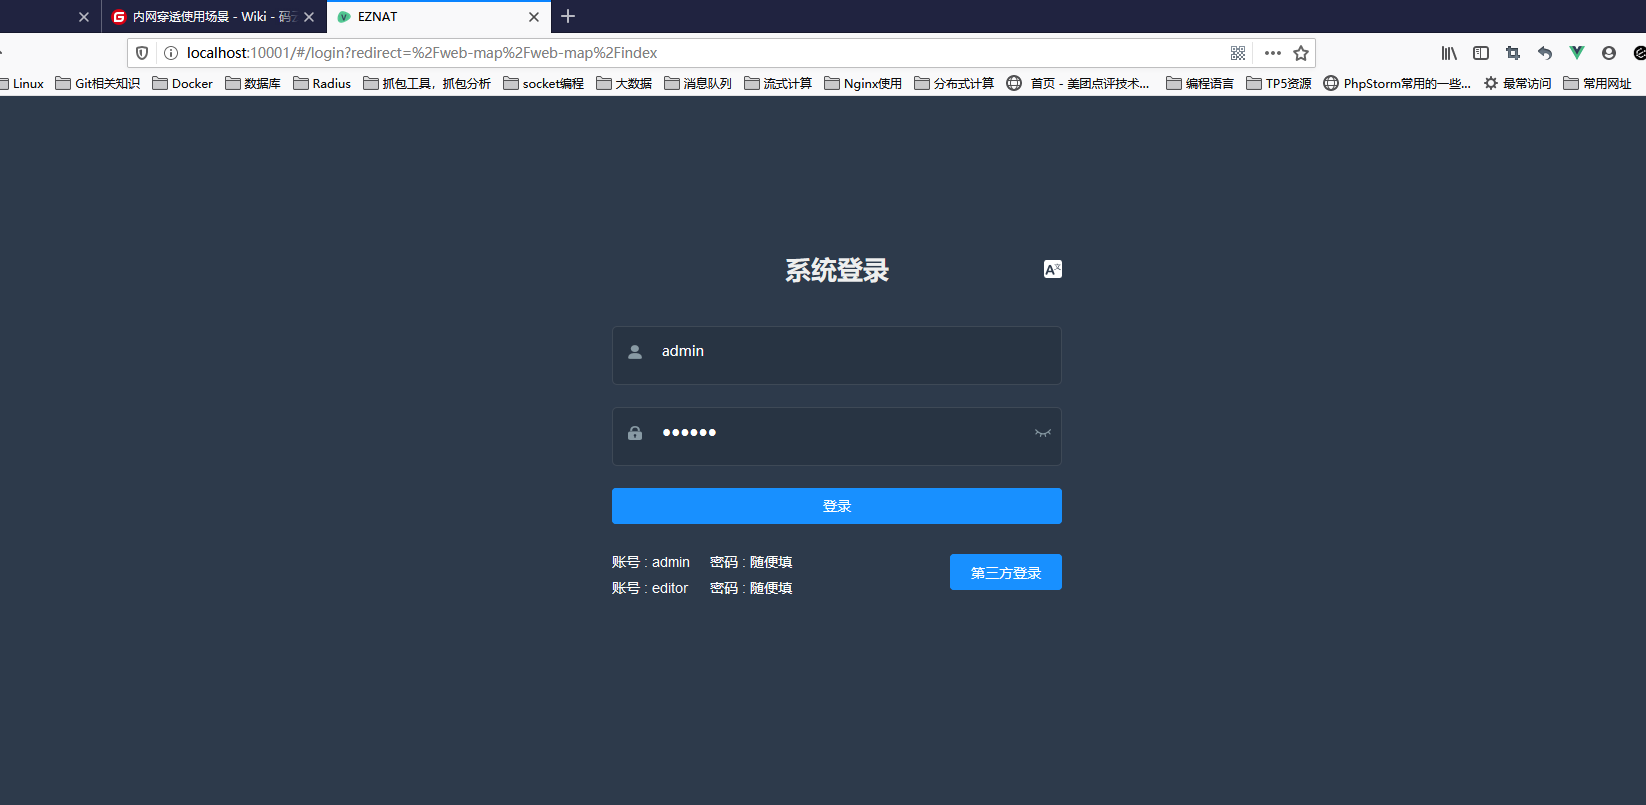 内网穿透使用场景 - Wiki - 码云
EZNAT
localhost:10001/#/login?redirect=%2Fweb-map%2Fweb-map%2Findex
Linux Git相关知识 Docker 数据库 Radius 抓包工具，抓包分析 socket编程 大数据 消息队列 流式计算 Nginx使用 分布式计算 首页 - 美团点评技术... 编程语言 TP5资源 PhpStorm常用的一些... 最常访问 常用网址
系统登录
admin
••••••
登录
账号 : admin 密码 : 随便填
账号 : editor 密码 : 随便填
第三方登录